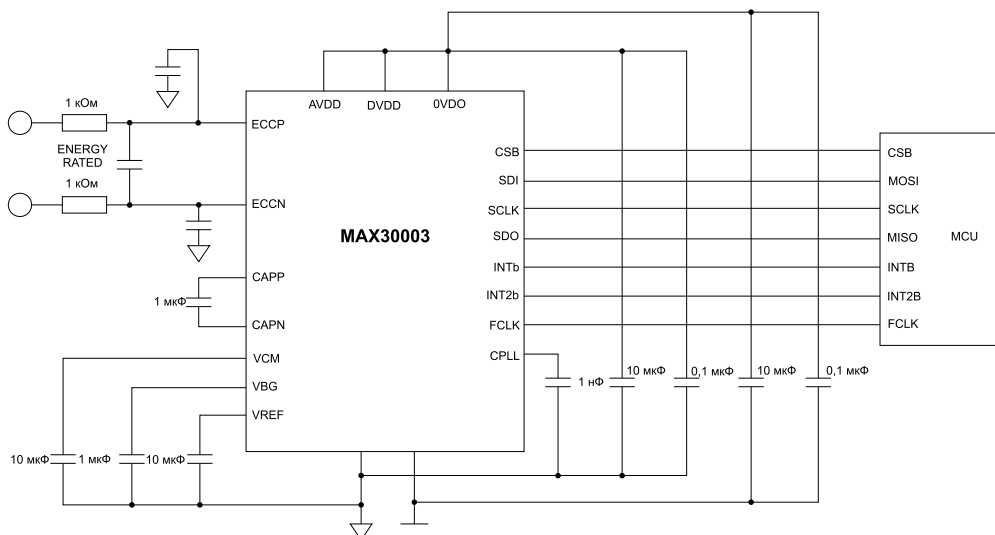 1 кОм
ENERGY
RATED
1 кОм
AVDD
DVDD
0VDO
ECCP
ECCN
CAPP
1 мкФ
CAPN
VCM
VBG
VREF
10 мкФ
1 мкФ
10 мкФ
MAX30003
CSB
SDI
SCLK
SDO
INTb
INT2b
FCLK
CPLL
1 нФ
10 мкФ
0,1 мкФ
10 мкФ
0,1 мкФ
CSB
MOSI
SCLK
MISO
MCU
INTB
INT2B
FCLK